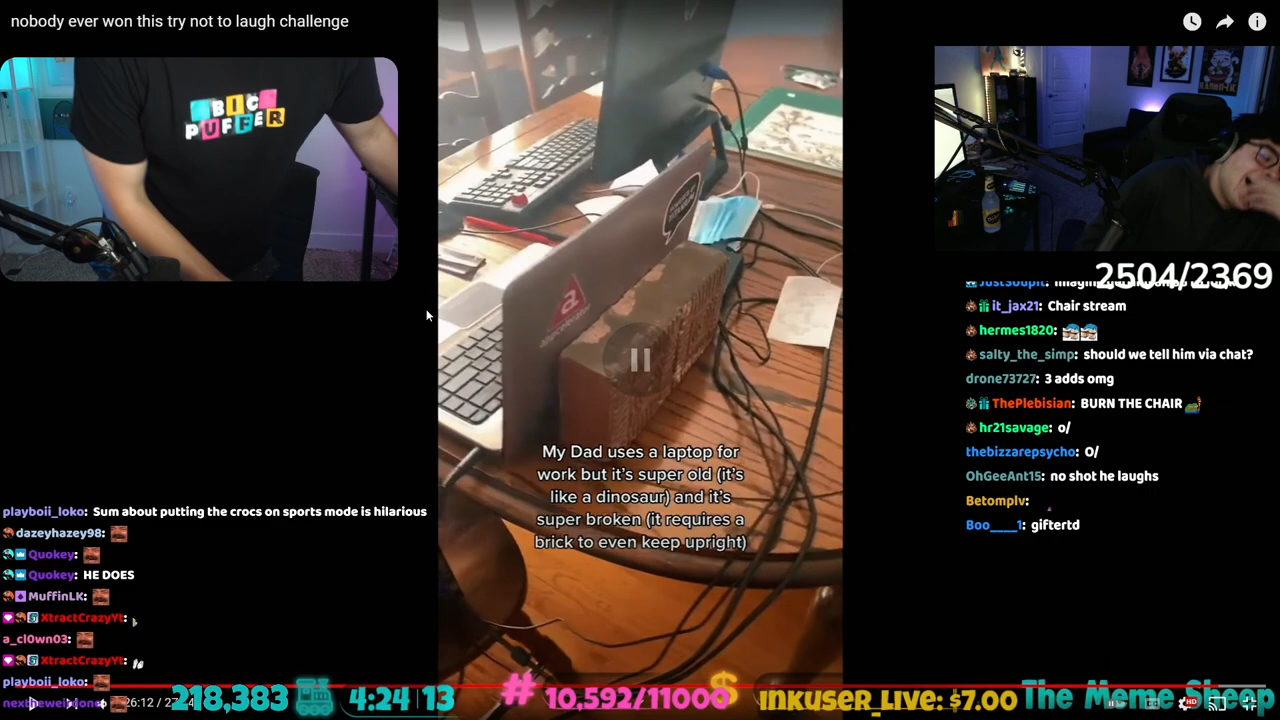 nobody ever won this try not to laugh challenge
BIG
PUFFER
My Dad uses a laptop for
work but it's super old (it's
like a dinosaur) and it's
super broken (it requires a
brick to even keep upright)
2504/2369
it_jax21: Chair stream
hermes1820:
salty_the_simp: should we tell him via chat?
drone73727: 3 adds omg
ThePlebisian: BURN THE CHAIR
hr21savage: o/
thebizzarepsycho: O/
OhGeeAnt15: no shot he laughs
Betomplv:
Boo____1: giftertd
playboii_loko: Sum about putting the crocs on sports mode is hilarious
dazeyhazey98:
Quokey:
Quokey: HE DOES
MuffinLK:
XtractCrazyYt:
a_cl0wn03:
XtractCrazyYt:
playboii_loko:
26:12
218,383
4:24 13
# 10,592/11000
$ INKUSER_LIVE: $7.00
The Meme Sheep
HD